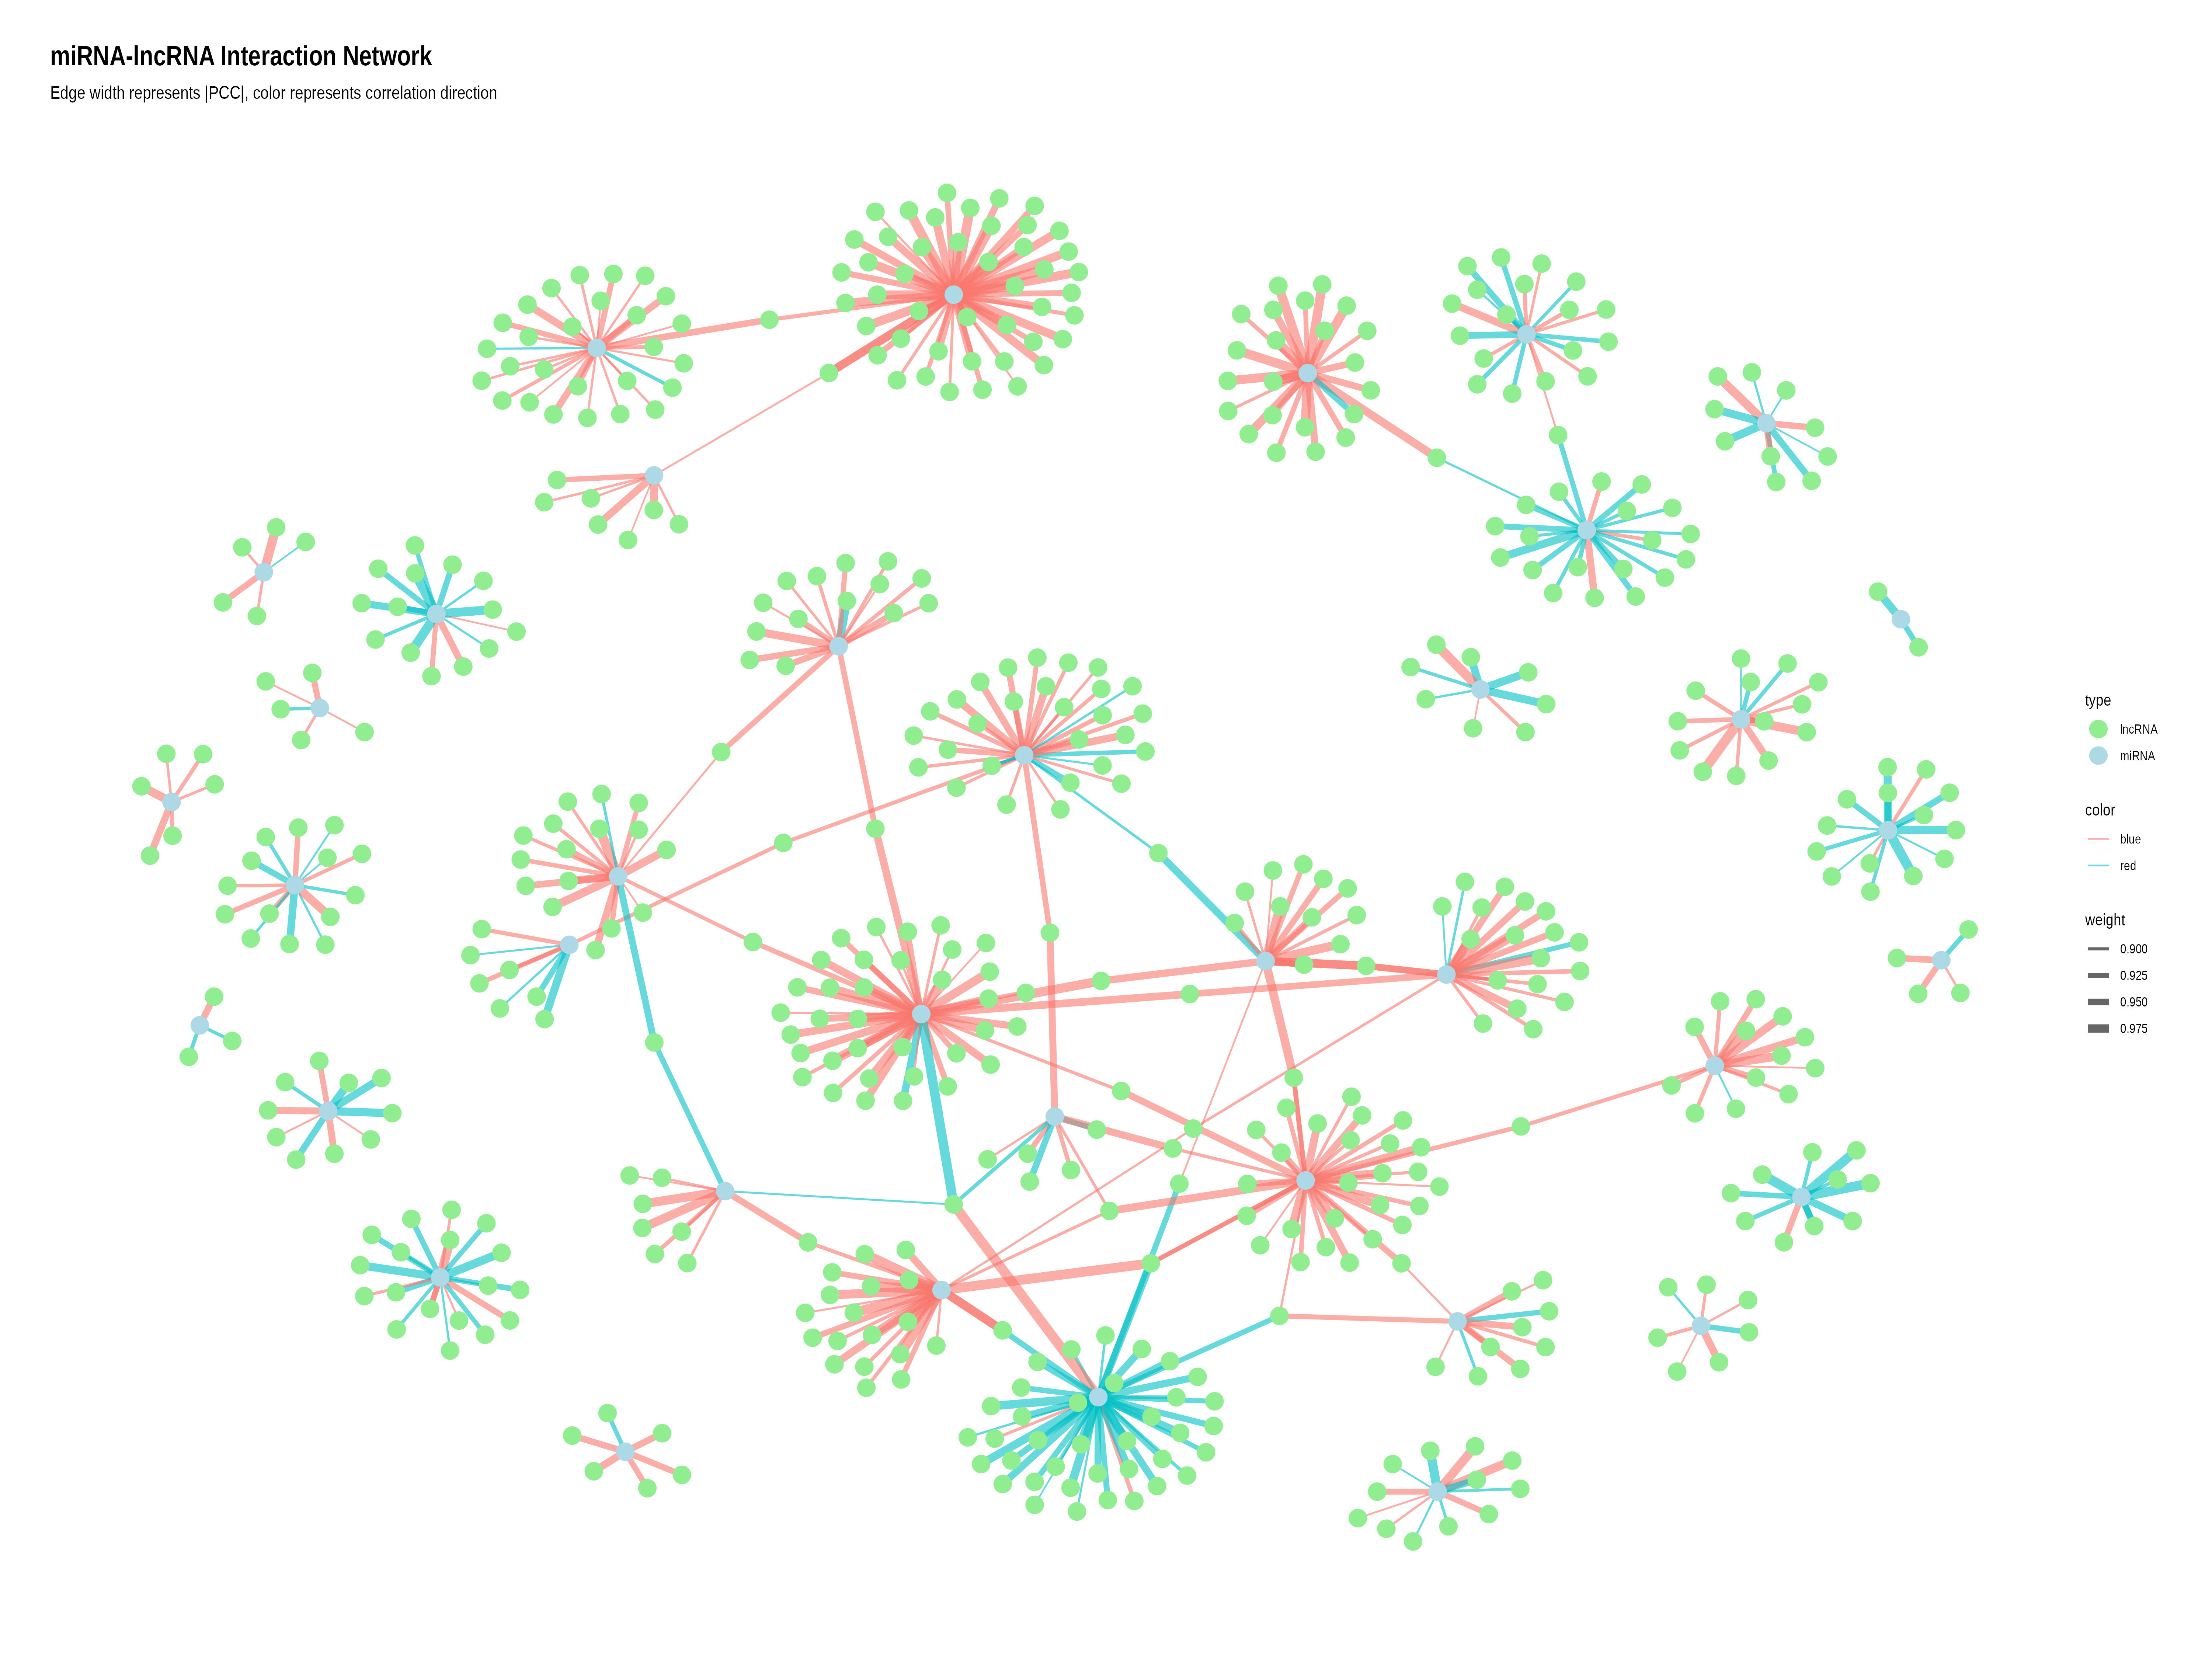 miRNA-lncRNA Interaction Network
Edge width represents |PCC|, color represents correlation direction
type
lncRNA
miRNA
color
blue
red
weight
0.900
0.925
0.950
0.975